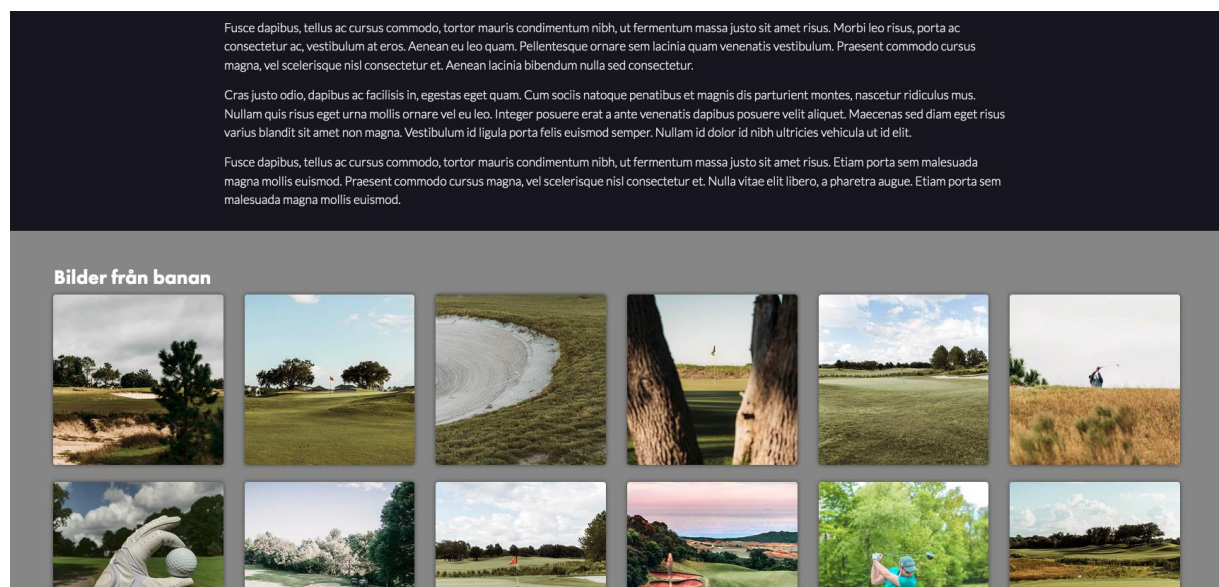 Fusce dapibus, tellus ac cursus commodo, tortor mauris condimentum nibh, ut fermentum massa justo sit amet risus. Morbi leo risus, porta ac
consectetur ac, vestibulum at eros. Aenean eu leo quam. Pellentesque ornare sem lacinia quam venenatis vestibulum. Praesent commodo cursus
magna, vel scelerisque nisl consectetur et. Aenean lacinia bibendum nulla sed consectetur.
Cras justo odio, dapibus ac facilisis in, egestas eget quam. Cum sociis natoque penatibus et magnis dis parturient montes, nascetur ridiculus mus.
Nullam quis risus eget urna mollis ornare vel eu leo. Integer posuere erat a ante venenatis dapibus posuere velit aliquet. Maecenas sed diam eget risus
varius blandit sit amet non magna. Vestibulum id ligula porta felis euismod semper. Nullam id dolor id nibh ultricies vehicula ut id elit.
Fusce dapibus, tellus ac cursus commodo, tortor mauris condimentum nibh, ut fermentum massa justo sit amet risus. Etiam porta sem malesuada
magna mollis euismod. Praesent commodo cursus magna, vel scelerisque nisl consectetur et. Nulla vitae elit libero, a pharetra augue. Etiam porta sem
malesuada magna mollis euismod.
Bilder från banan